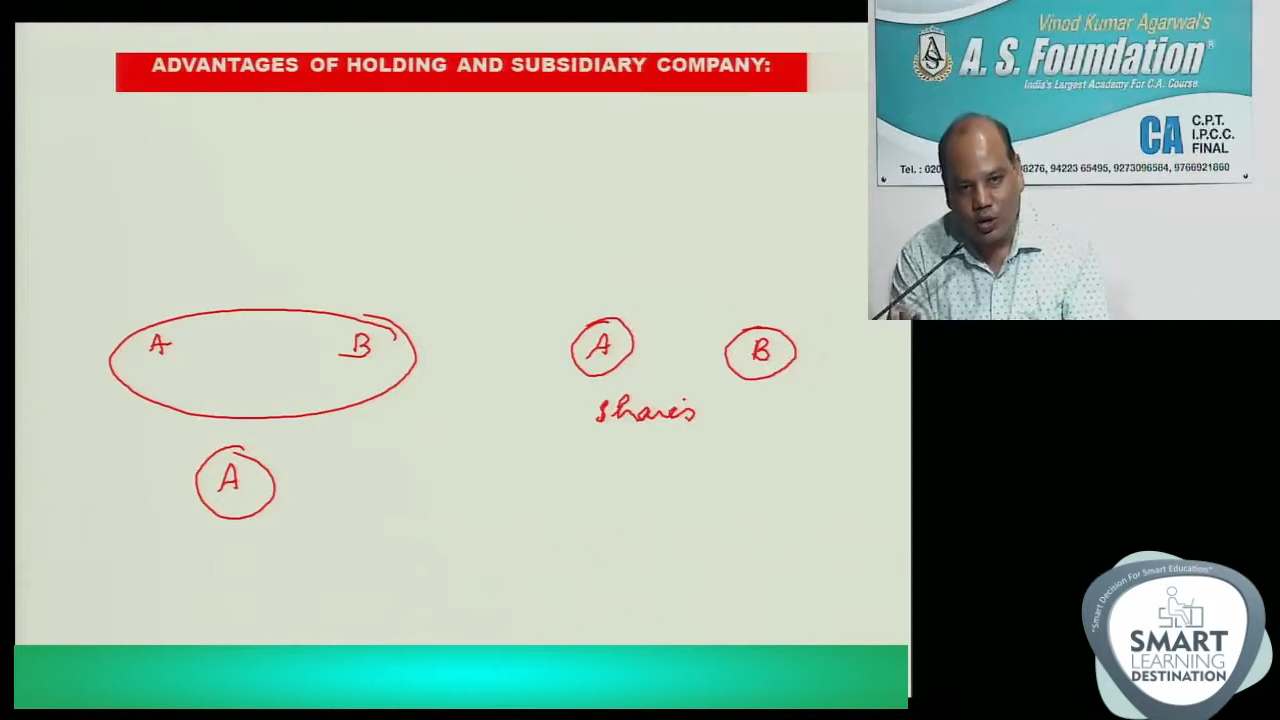 ADVANTAGES OF HOLDING AND SUBSIDIARY COMPANY:
Vinod Kumar Agarwal's
A. S. Foundation
India's Largest Academy For C.A. Course
CA
C.P.T.
I.P.C.C.
FINAL
Tel. : 020 8276, 94223 65495, 9273096564, 9766921860
A B
A B
shares
A
"Smart Decision For Smart Education"
SMART
LEARNING
DESTINATION